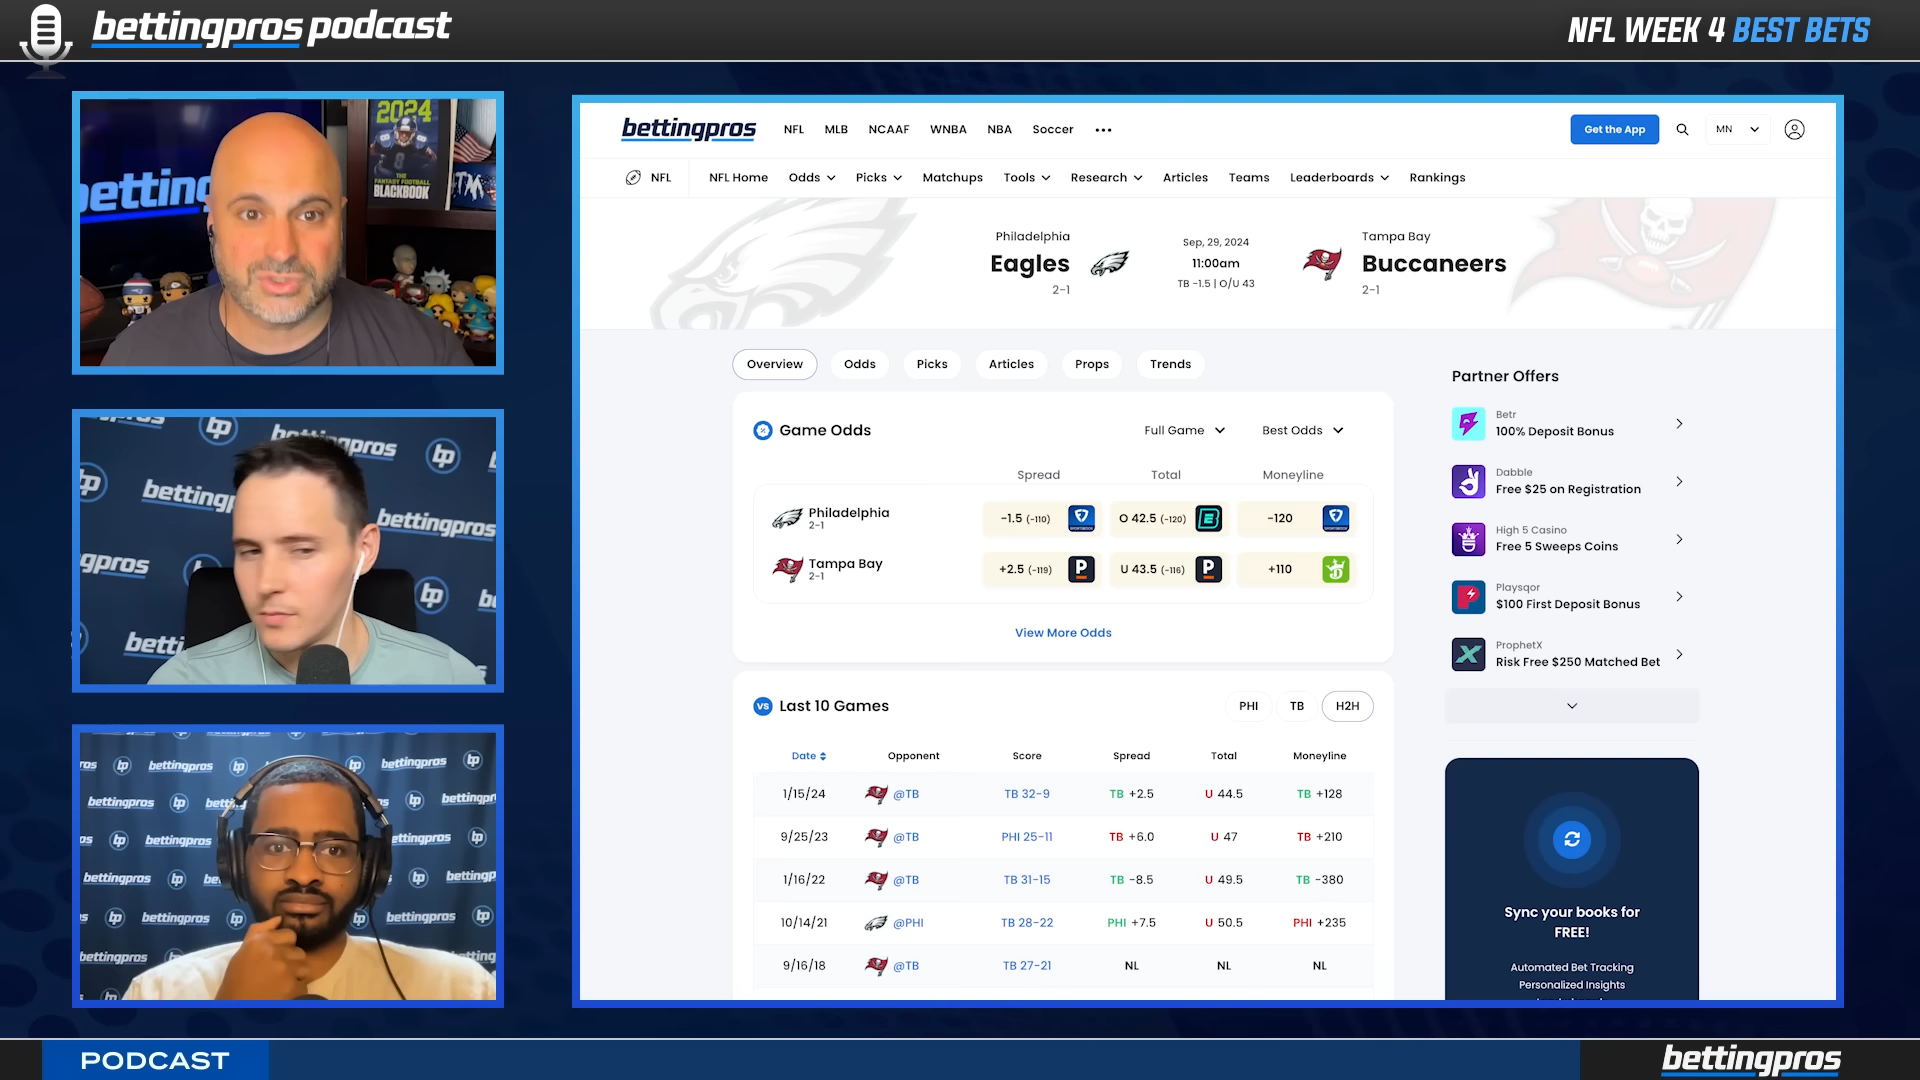 bettingpros podcast
NFL WEEK 4 BEST BETS
2024
THE
FANTASY FOOTBALL
BLACKBOOK
bettingpros
NFL
MLB
NCAAF
WNBA
NBA
Soccer
Get the App
MN
NFL
NFL Home
Odds
Picks
Matchups
Tools
Research
Articles
Teams
Leaderboards
Rankings
Philadelphia
Eagles
2-1
Sep, 29, 2024
11:00am
TB -1.5 | O/U 43
Tampa Bay
Buccaneers
2-1
Overview
Odds
Picks
Articles
Props
Trends
Game Odds
Full Game
Best Odds
Spread Total Moneyline
Philadelphia
2-1
-1.5 (-110) O 42.5 (-120) -120
Tampa Bay
2-1
+2.5 (-119) U 43.5 (-116) +110
View More Odds
VS Last 10 Games
PHI
TB
H2H
Date Opponent Score Spread Total Moneyline
1/15/24 @TB TB 32-9 TB +2.5 U 44.5 TB +128
9/25/23 @TB PHI 25-11 TB +6.0 U 47 TB +210
1/16/22 @TB TB 31-15 TB -8.5 U 49.5 TB -380
10/14/21 @PHI TB 28-22 PHI +7.5 U 50.5 PHI +235
9/16/18 @TB TB 27-21 NL NL NL
Partner Offers
Betr
100% Deposit Bonus
Dabble
Free $25 on Registration
High 5 Casino
Free 5 Sweeps Coins
Playsqor
$100 First Deposit Bonus
ProphetX
Risk Free $250 Matched Bet
Sync your books for
FREE!
Automated Bet Tracking
Personalized Insights
PODCAST
bettingpros